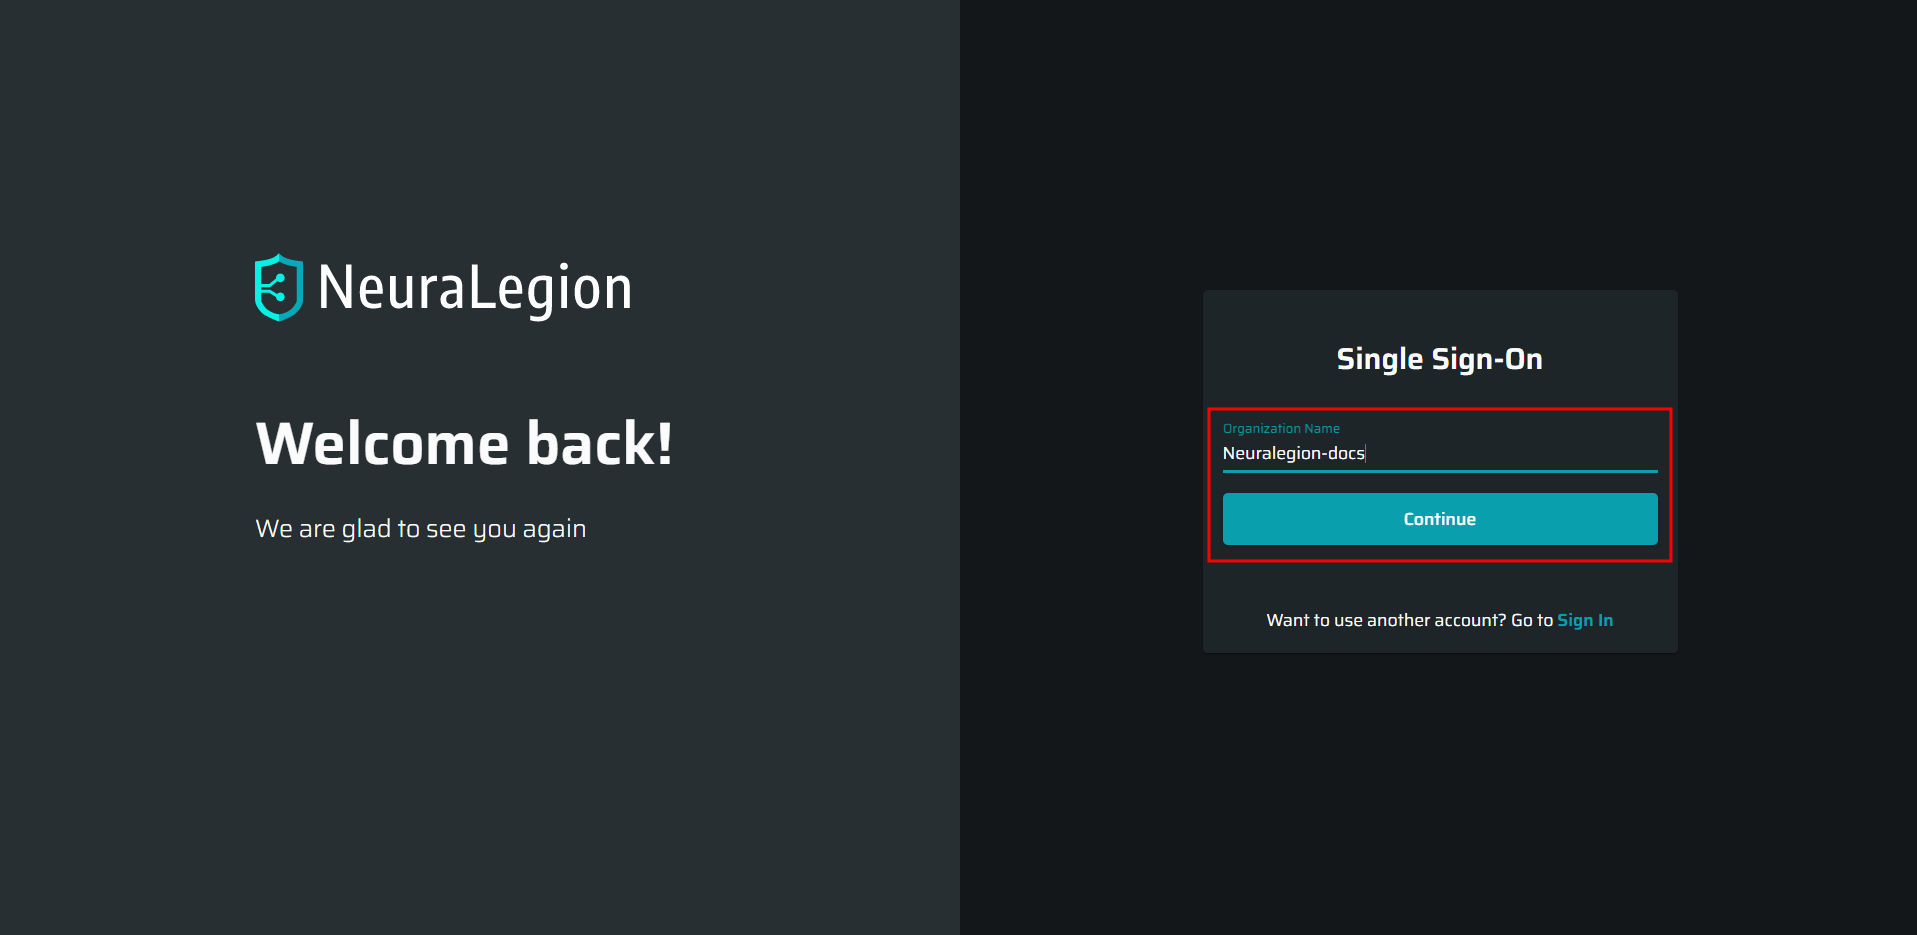 NeuraLegion
Welcome back!
We are glad to see you again
Single Sign-On
Organization Name
Neuralegion-docs
Continue
Want to use another account? Go to Sign In